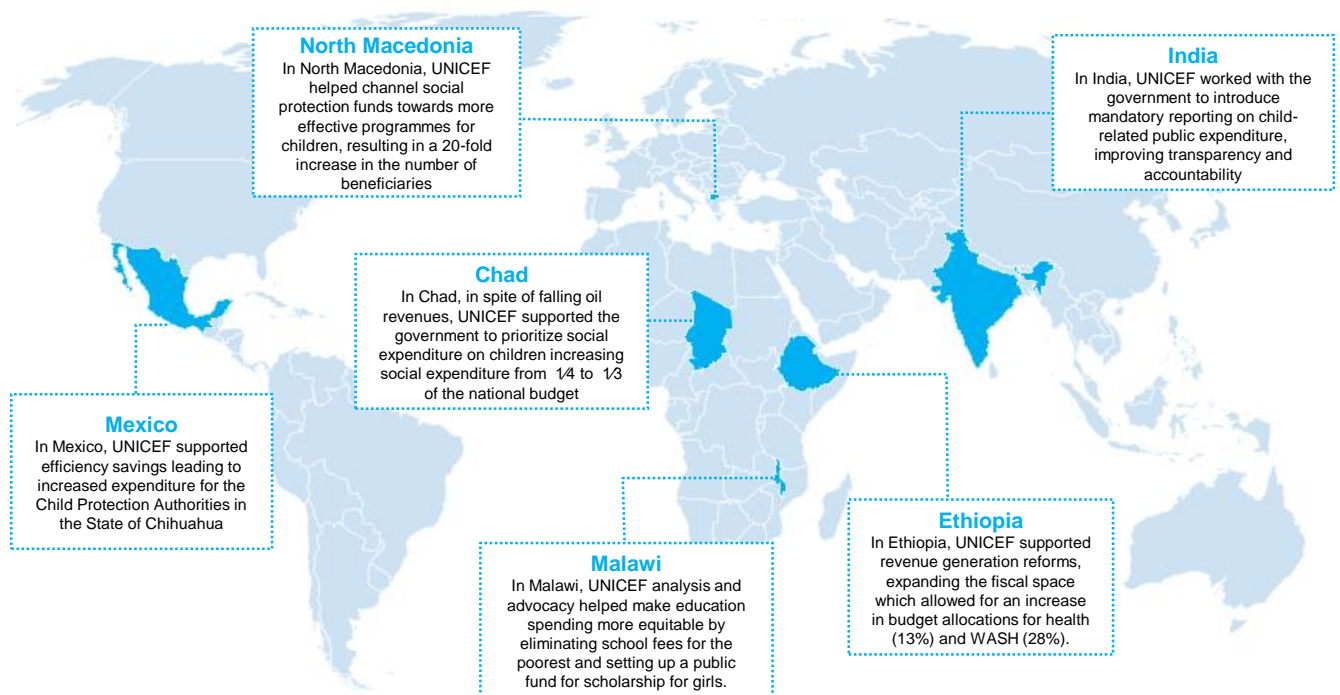 North Macedonia
In North Macedonia, UNICEF
helped channel social
protection funds towards more
effective programmes for
children, resulting in a 20-fold
increase in the number of
beneficiaries
India
In India, UNICEF worked with the
government to introduce
mandatory reporting on child-
related public expenditure,
improving transparency and
accountability
Chad
In Chad, in spite of falling oil
revenues, UNICEF supported the
government to prioritize social
expenditure on children increasing
social expenditure from 1⁄4 to 1⁄3
of the national budget
Mexico
In Mexico, UNICEF supported
efficiency savings leading to
increased expenditure for the
Child Protection Authorities in
the State of Chihuahua
Malawi
In Malawi, UNICEF analysis and
advocacy helped make education
spending more equitable by
eliminating school fees for the
poorest and setting up a public
fund for scholarship for girls.
Ethiopia
In Ethiopia, UNICEF supported
revenue generation reforms,
expanding the fiscal space
which allowed for an increase
in budget allocations for health
(13%) and WASH (28%).